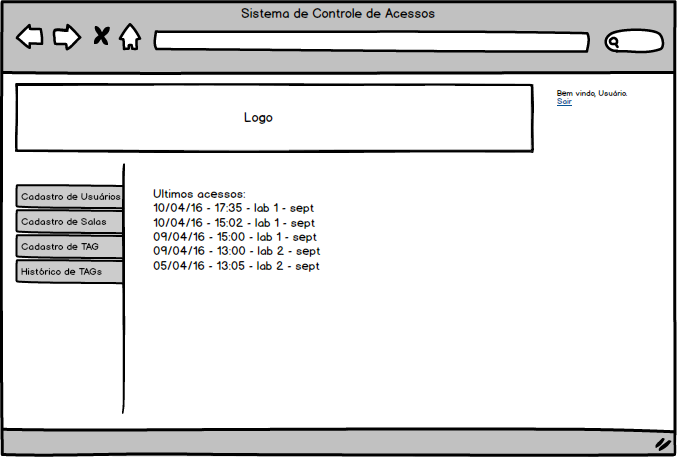 Sistema de Controle de Acessos
Logo
Bem vindo, Usuário.
Sair
Cadastro de Usuários
Cadastro de Salas
Cadastro de TAG
Histórico de TAGs
Ultimos acessos:
10/04/16 - 17:35 - lab 1 - sept
10/04/16 - 15:02 - lab 1 - sept
09/04/16 - 15:00 - lab 1 - sept
09/04/16 - 13:00 - lab 2 - sept
05/04/16 - 13:05 - lab 2 - sept